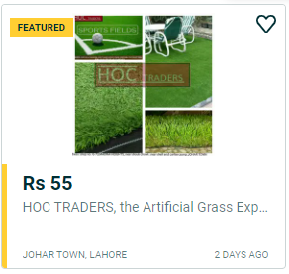 FEATURED
SPORTS FIELDS
HOC TRADERS
Rs 55
HOC TRADERS, the Artificial Grass Exp...
JOHAR TOWN, LAHORE
2 DAYS AGO